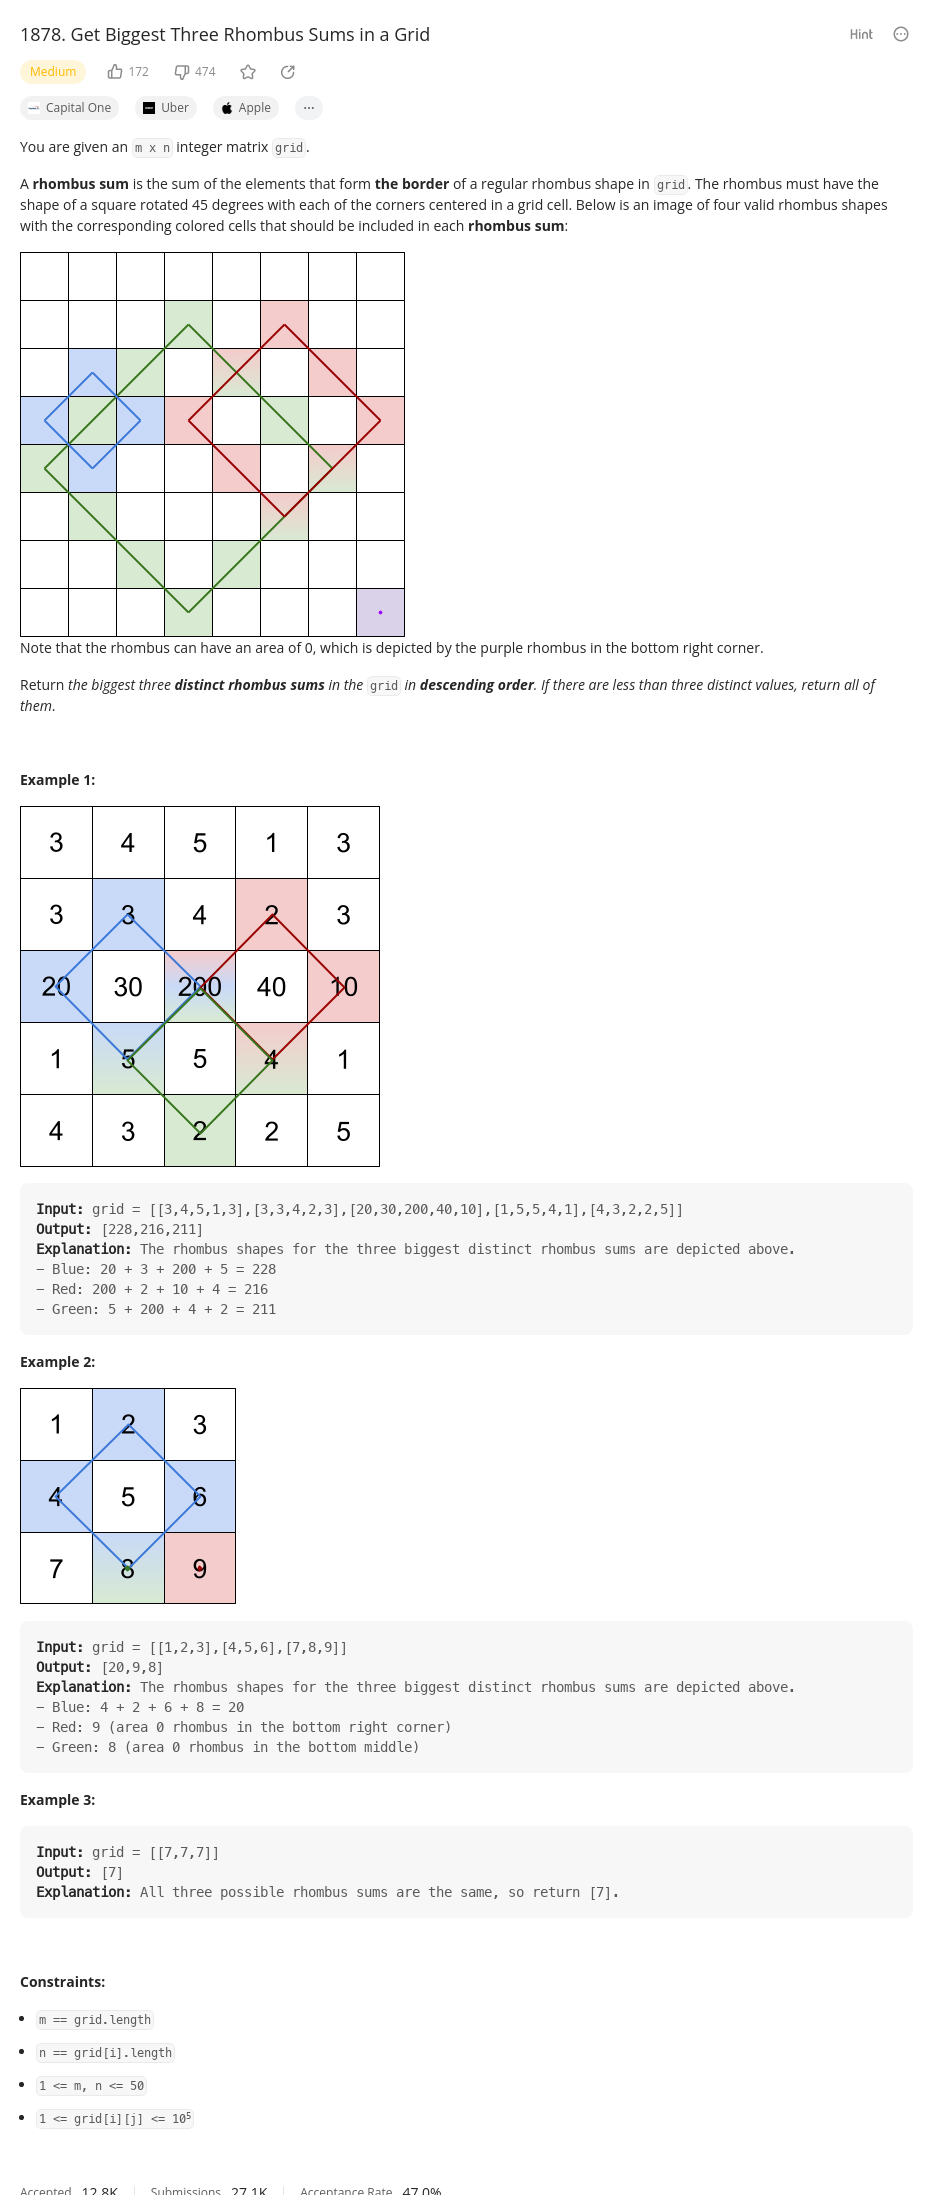 1878. Get Biggest Three Rhombus Sums in a Grid
Hint
Medium 172 474
Capital One Uber Apple ...
You are given an m x n integer matrix grid.
A rhombus sum is the sum of the elements that form the border of a regular rhombus shape in grid. The rhombus must have the
shape of a square rotated 45 degrees with each of the corners centered in a grid cell. Below is an image of four valid rhombus shapes
with the corresponding colored cells that should be included in each rhombus sum:
Note that the rhombus can have an area of 0, which is depicted by the purple rhombus in the bottom right corner.
Return the biggest three distinct rhombus sums in the grid in descending order. If there are less than three distinct values, return all of
them.
Example 1:
3 4 5 1 3
3 3 4 2 3
20 30 200 40 10
1 5 5 4 1
4 3 2 2 5
Input: grid = [[3,4,5,1,3],[3,3,4,2,3],[20,30,200,40,10],[1,5,5,4,1],[4,3,2,2,5]]
Output: [228,216,211]
Explanation: The rhombus shapes for the three biggest distinct rhombus sums are depicted above.
- Blue: 20 + 3 + 200 + 5 = 228
- Red: 200 + 2 + 10 + 4 = 216
- Green: 5 + 200 + 4 + 2 = 211
Example 2:
1 2 3
4 5 6
7 8 9
Input: grid = [[1,2,3],[4,5,6],[7,8,9]]
Output: [20,9,8]
Explanation: The rhombus shapes for the three biggest distinct rhombus sums are depicted above.
- Blue: 4 + 2 + 6 + 8 = 20
- Red: 9 (area 0 rhombus in the bottom right corner)
- Green: 8 (area 0 rhombus in the bottom middle)
Example 3:
Input: grid = [[7,7,7]]
Output: [7]
Explanation: All three possible rhombus sums are the same, so return [7].
Constraints:
• m == grid.length
• n == grid[i].length
• 1 <= m, n <= 50
• 1 <= grid[i][j] <= 10⁵
Accepted 12.8K Submissions 27.1K Acceptance Rate 47.0%